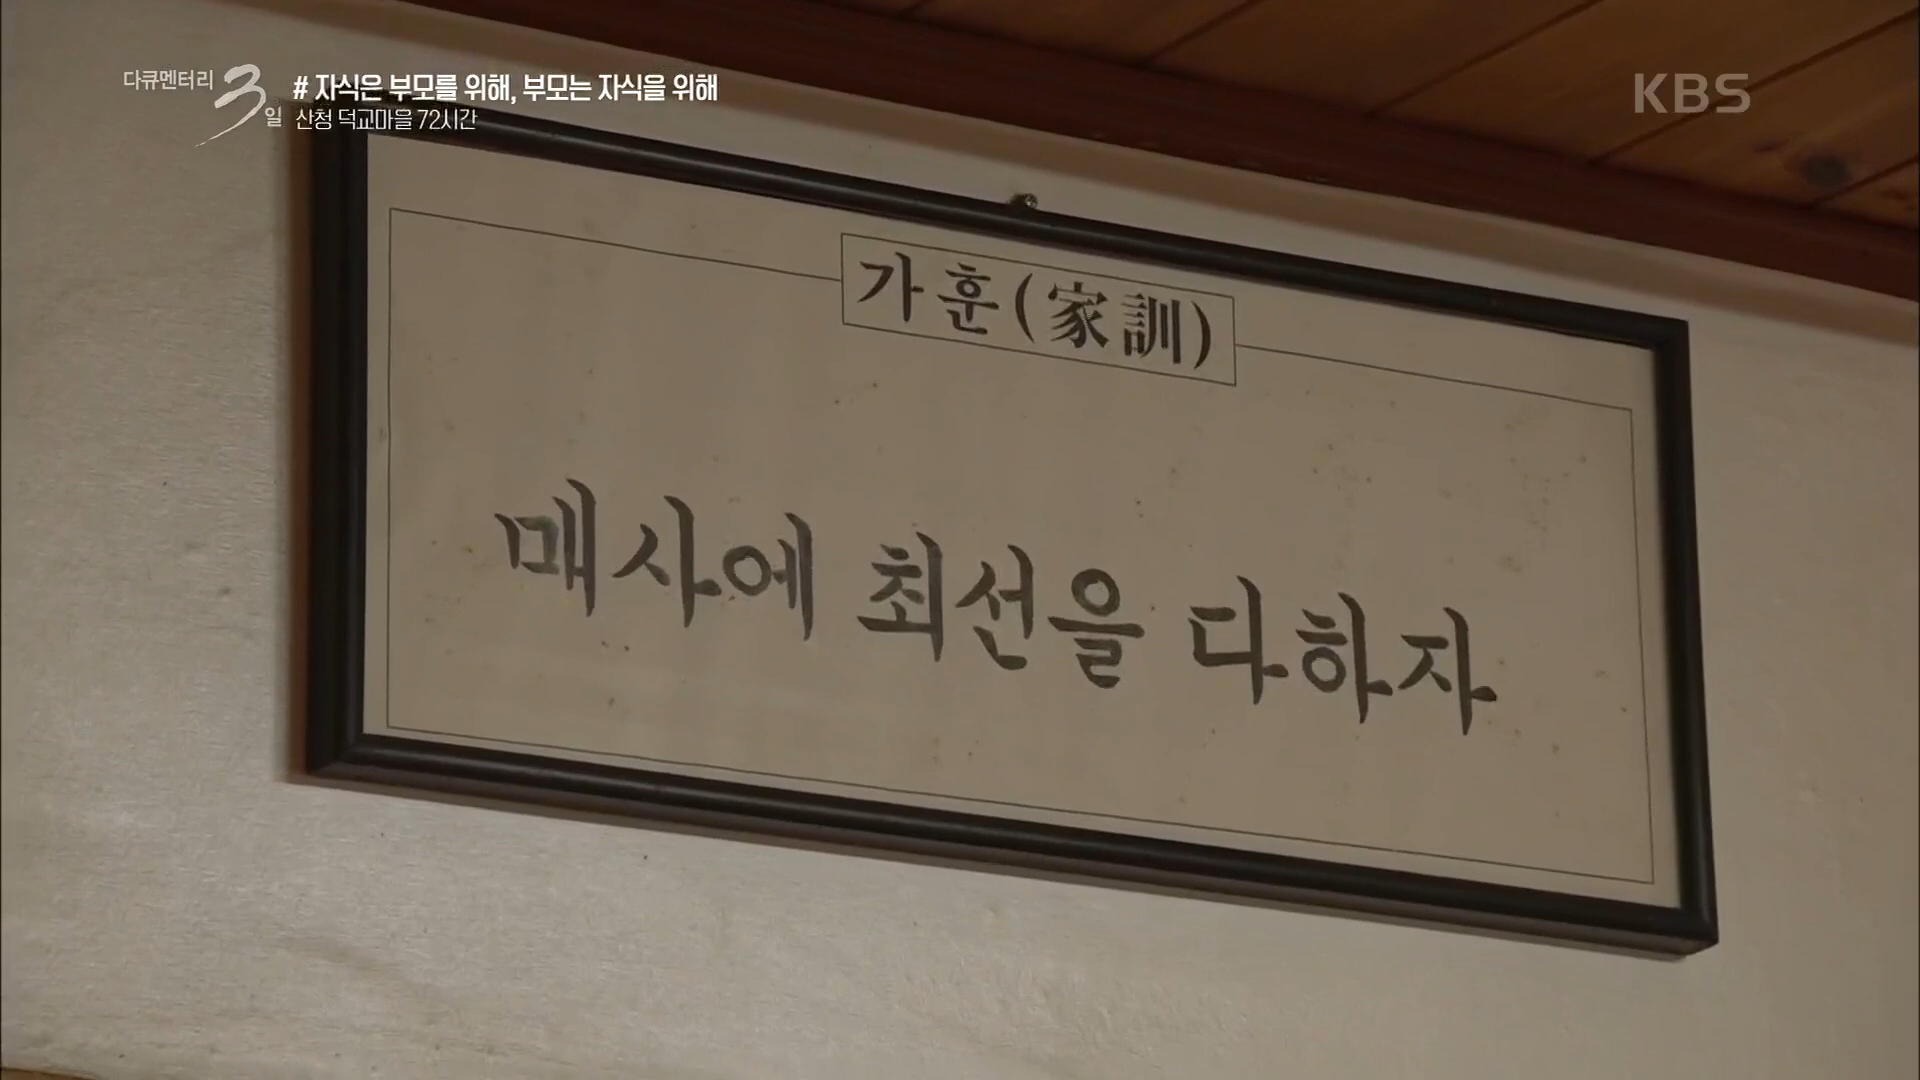 다큐멘터리 3일
# 자식은 부모를 위해, 부모는 자식을 위해
산청 덕교마을 72시간
KBS
가훈(家訓)
매사에 최선을 다하자